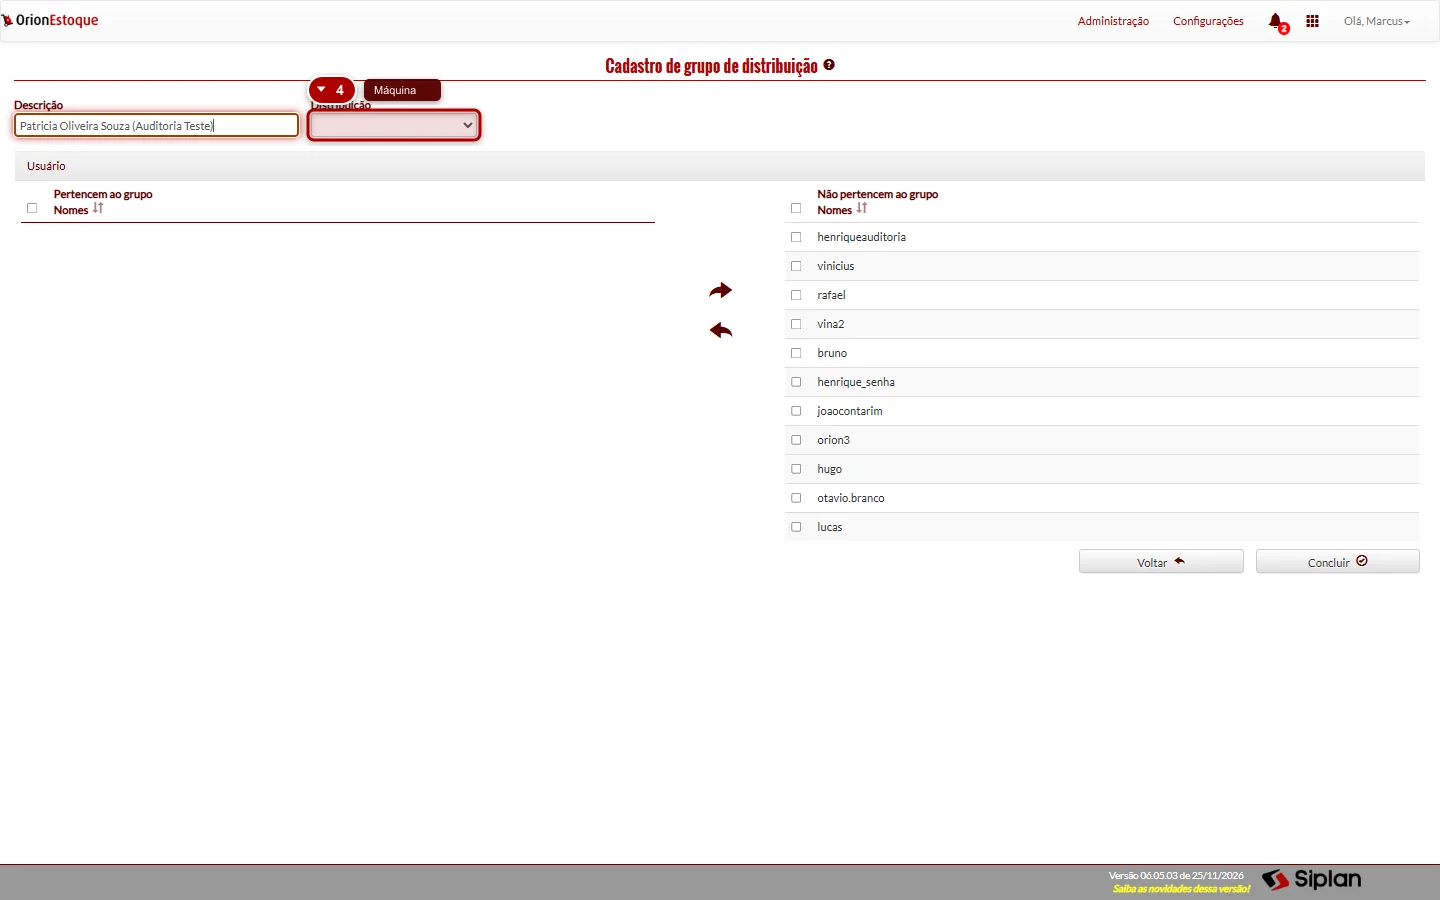 OrionEstoque
Administração
Configurações
2
Olá, Marcus
Cadastro de grupo de distribuição
4
Máquina
Descrição
Distribuição
Patricia Oliveira Souza (Auditoria Teste)
Usuário
Pertencem ao grupo
Nomes
Não pertencem ao grupo
Nomes
henriqueauditoria
vinicius
rafael
vina2
bruno
henrique_senha
joaocontarim
orion3
hugo
otavio.branco
lucas
Voltar
Concluir
Versão 06.05.03 de 25/11/2026
Saiba as novidades dessa versão!
Siplan